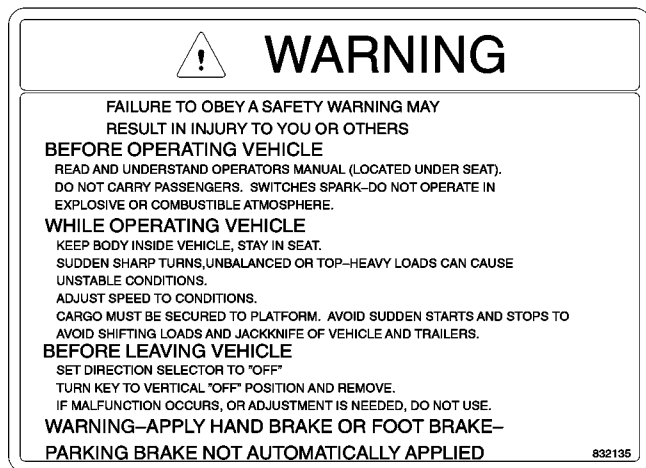 WARNING
FAILURE TO OBEY A SAFETY WARNING MAY
RESULT IN INJURY TO YOU OR OTHERS
BEFORE OPERATING VEHICLE
READ AND UNDERSTAND OPERATORS MANUAL (LOCATED UNDER SEAT).
DO NOT CARRY PASSENGERS. SWITCHES SPARK–DO NOT OPERATE IN
EXPLOSIVE OR COMBUSTIBLE ATMOSPHERE.
WHILE OPERATING VEHICLE
KEEP BODY INSIDE VEHICLE, STAY IN SEAT.
SUDDEN SHARP TURNS,UNBALANCED OR TOP–HEAVY LOADS CAN CAUSE
UNSTABLE CONDITIONS.
ADJUST SPEED TO CONDITIONS.
CARGO MUST BE SECURED TO PLATFORM. AVOID SUDDEN STARTS AND STOPS TO
AVOID SHIFTING LOADS AND JACKKNIFE OF VEHICLE AND TRAILERS.
BEFORE LEAVING VEHICLE
SET DIRECTION SELECTOR TO "OFF"
TURN KEY TO VERTICAL "OFF" POSITION AND REMOVE.
IF MALFUNCTION OCCURS, OR ADJUSTMENT IS NEEDED, DO NOT USE.
WARNING–APPLY HAND BRAKE OR FOOT BRAKE–
PARKING BRAKE NOT AUTOMATICALLY APPLIED
832135